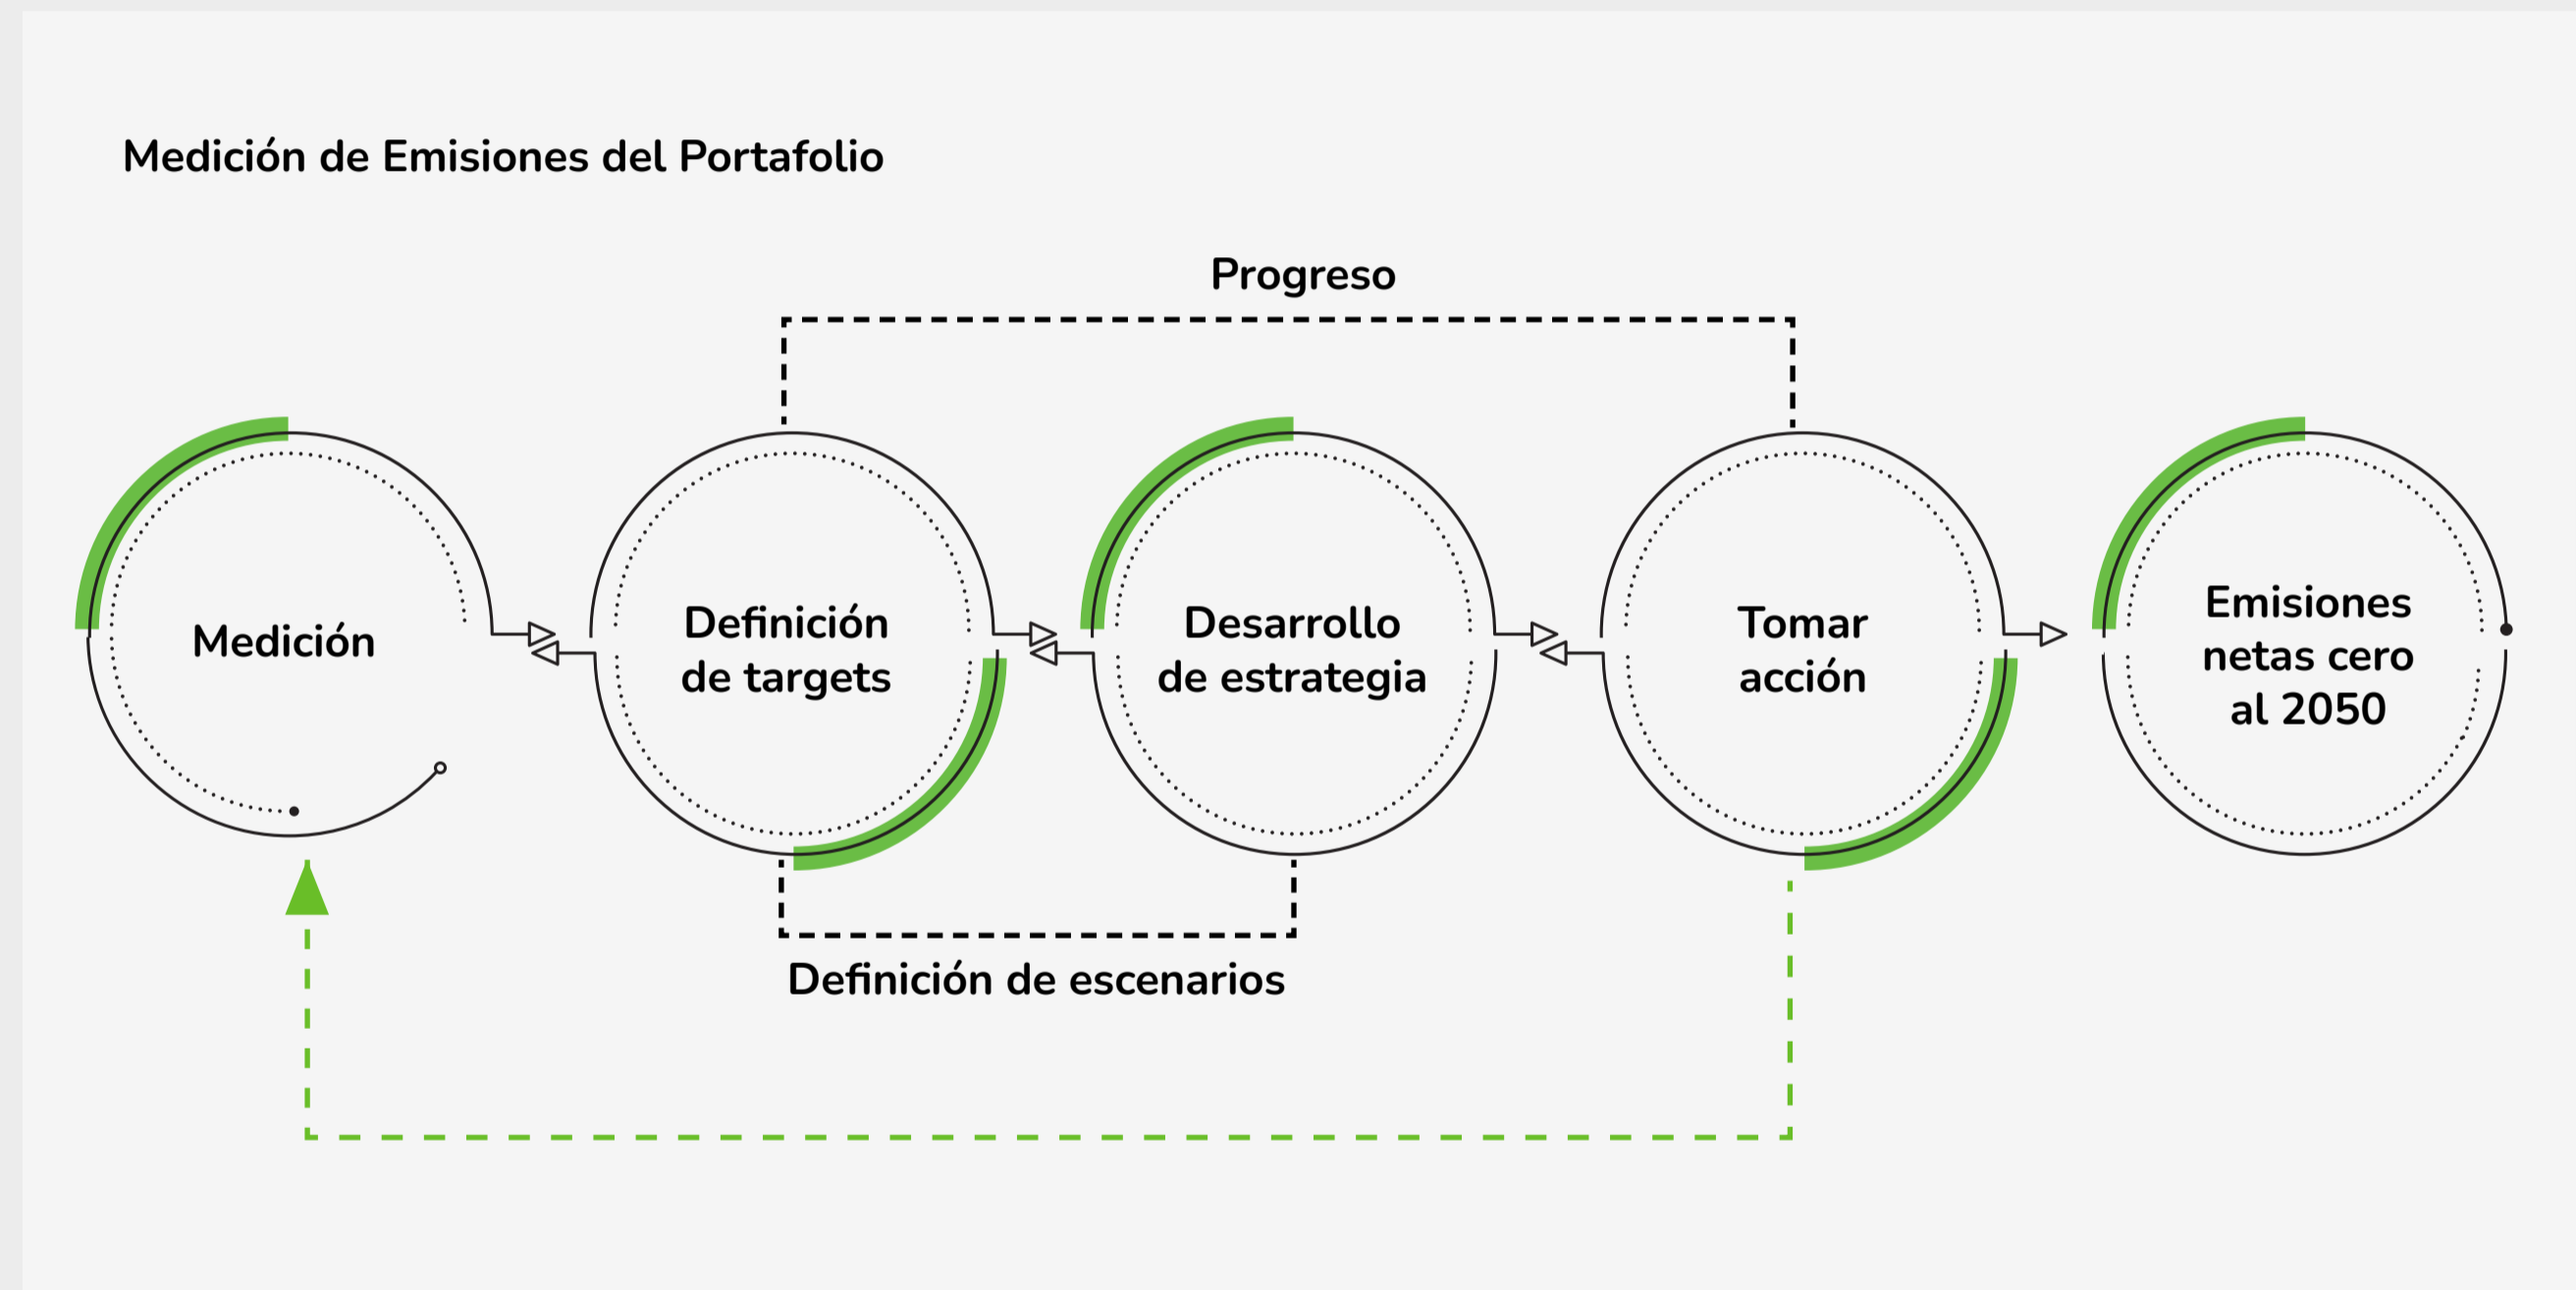 Medición de Emisiones del Portafolio
Progreso
Medición
Definición
de targets
Desarrollo
de estrategia
Tomar
acción
Emisiones
netas cero
al 2050
Definición de escenarios